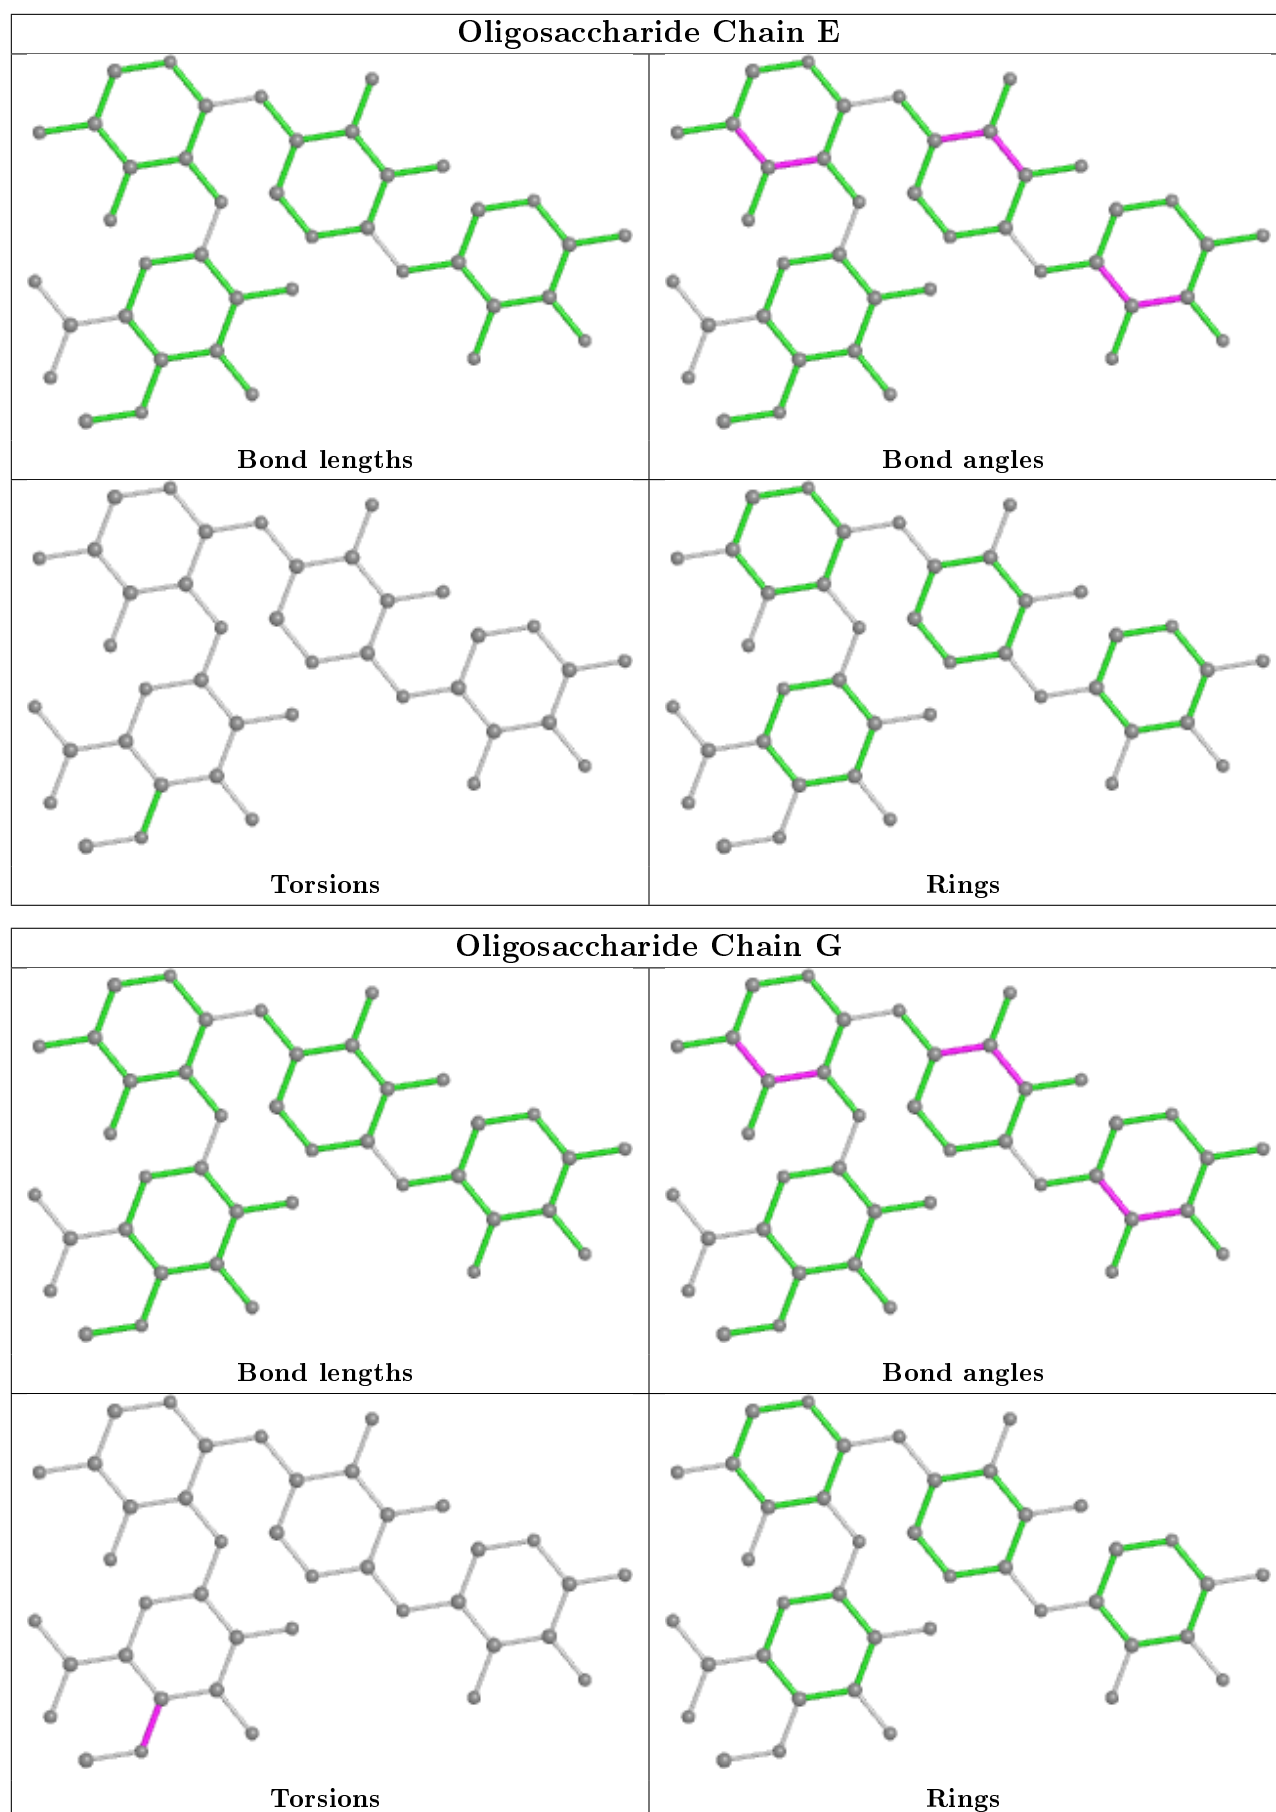 Oligosaccharide Chain E
Bond lengths
Bond angles
Torsions
Rings
Oligosaccharide Chain G
Bond lengths
Bond angles
Torsions
Rings